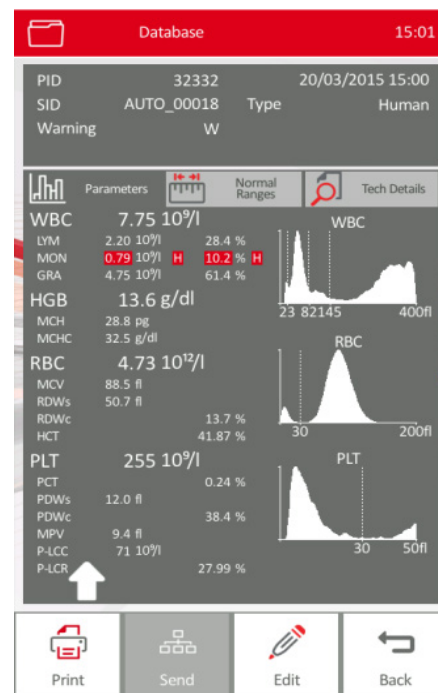 Database 15:01
PID 32332 20/03/2015 15:00
SID AUTO_00018 Type Human
Warning W
Parameters Normal Ranges Tech Details
WBC 7.75 10⁹/l
LYM 2.20 10⁹/l 28.4 %
MON 0.79 10⁹/l H 10.2 % H
GRA 4.75 10⁹/l 61.4 %
HGB 13.6 g/dl
MCH 28.8 pg
MCHC 32.5 g/dl
RBC 4.73 10¹²/l
MCV 88.5 fl
RDWs 50.7 fl
RDWc 13.7 %
HCT 41.87 %
PLT 255 10⁹/l
PCT 0.24 %
PDWs 12.0 fl
PDWc 38.4 %
MPV 9.4 fl
P-LCC 71 10⁹/l
P-LCR 27.99 %
WBC
23 82145 400fl
RBC
30 200fl
PLT
30 50fl
Print Send Edit Back